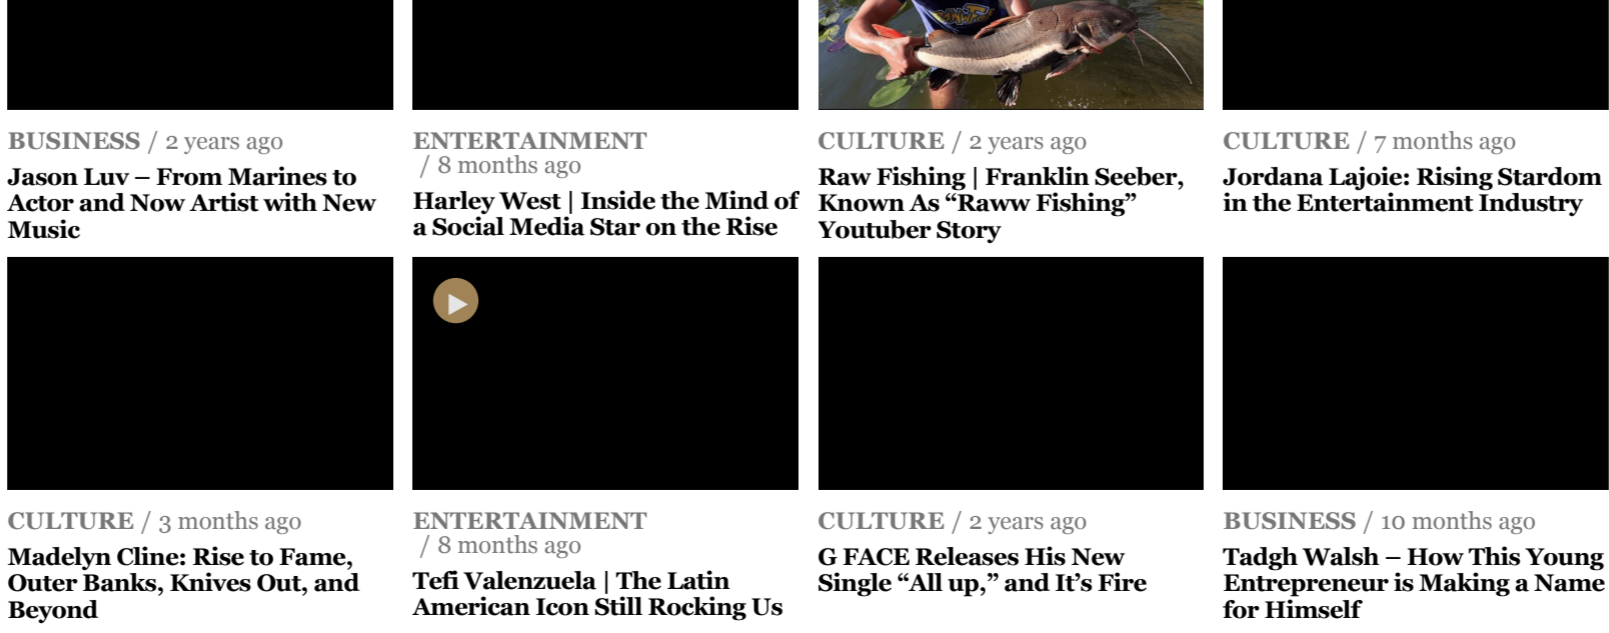 BUSINESS / 2 years ago
Jason Luv – From Marines to
Actor and Now Artist with New
Music
ENTERTAINMENT
/ 8 months ago
Harley West | Inside the Mind of
a Social Media Star on the Rise
CULTURE / 2 years ago
Raw Fishing | Franklin Seeber,
Known As “Raww Fishing”
Youtuber Story
CULTURE / 7 months ago
Jordana Lajoie: Rising Stardom
in the Entertainment Industry
CULTURE / 3 months ago
Madelyn Cline: Rise to Fame,
Outer Banks, Knives Out, and
Beyond
ENTERTAINMENT
/ 8 months ago
Tefi Valenzuela | The Latin
American Icon Still Rocking Us
CULTURE / 2 years ago
G FACE Releases His New
Single “All up,” and It’s Fire
BUSINESS / 10 months ago
Tadgh Walsh – How This Young
Entrepreneur is Making a Name
for Himself